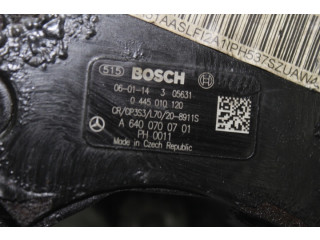 S1AASLFIZA1IPH537SZUAW4
515 BOSCH
06-01-14 3 05631
0 445 010 120
CR/CP3S3/L70/20-8911S
A 640 070 07 01
PH 0011
Made in Czech Republic